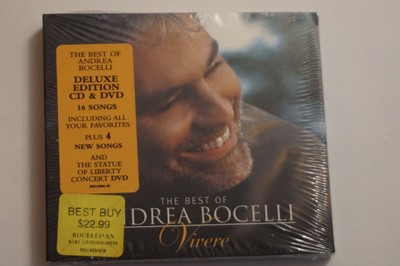 THE BEST OF
ANDREA
BOCELLI
DELUXE
EDITION
CD & DVD
16 SONGS
INCLUDING ALL
YOUR FAVORITES
PLUS 4
NEW SONGS
AND
THE STATUE
OF LIBERTY
CONCERT DVD
BEST BUY
$22.99
BOCELLI*AN
THE BEST OF
NDREA BOCELLI
Vivere